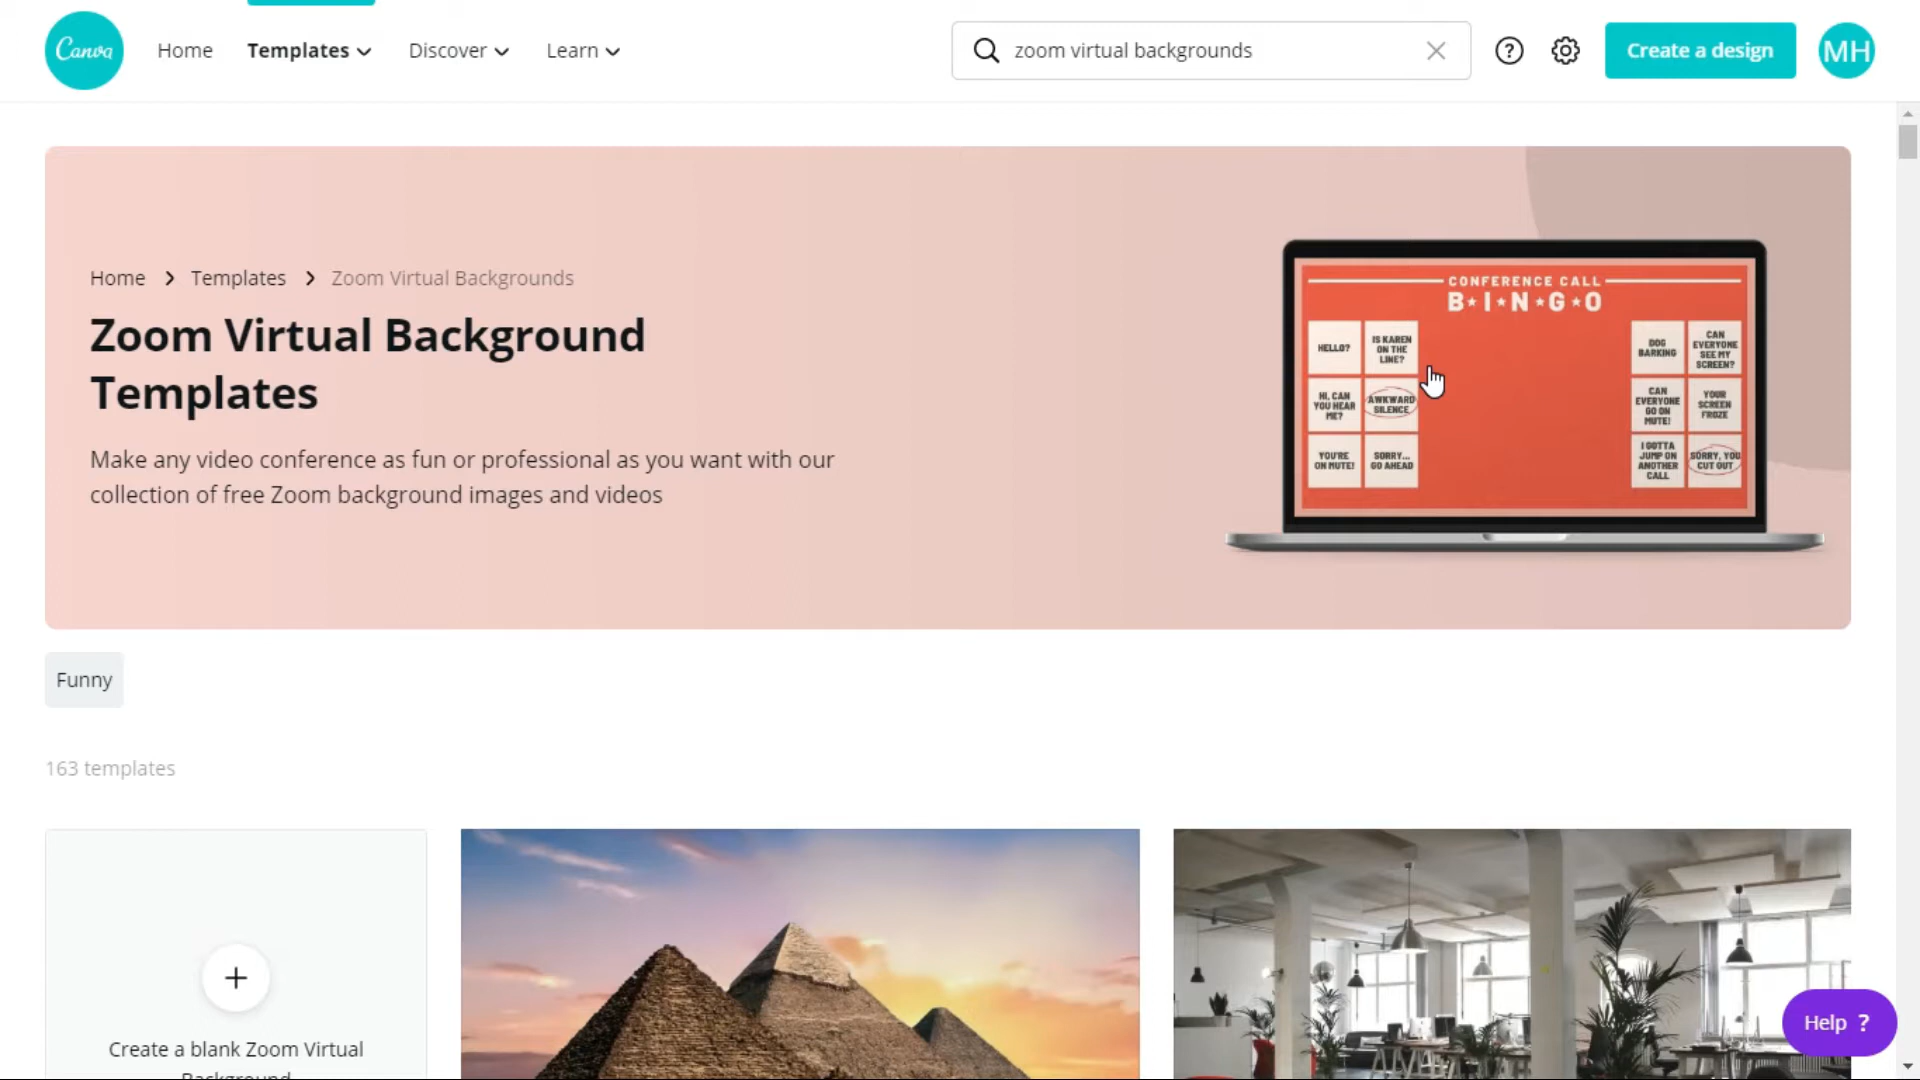 Canva
Home
Templates
Discover
Learn
zoom virtual backgrounds
?
Create a design
MH
Home > Templates > Zoom Virtual Backgrounds
Zoom Virtual Background
Templates
Make any video conference as fun or professional as you want with our
collection of free Zoom background images and videos
CONFERENCE CALL
B★I★N★G★O
HELLO?
IS KAREN
ON THE
LINE?
HI, CAN
YOU HEAR
ME?
AWKWARD
SILENCE
YOU'RE
ON MUTE!
SORRY...
GO AHEAD
DOG
BARKING
CAN
EVERYONE
SEE MY
SCREEN?
CAN
EVERYONE
GO ON
MUTE!
YOUR
SCREEN
FROZE
I GOTTA
JUMP ON
ANOTHER
CALL
SORRY, YOU
CUT OUT
Funny
163 templates
+
Create a blank Zoom Virtual
Background
Help ?